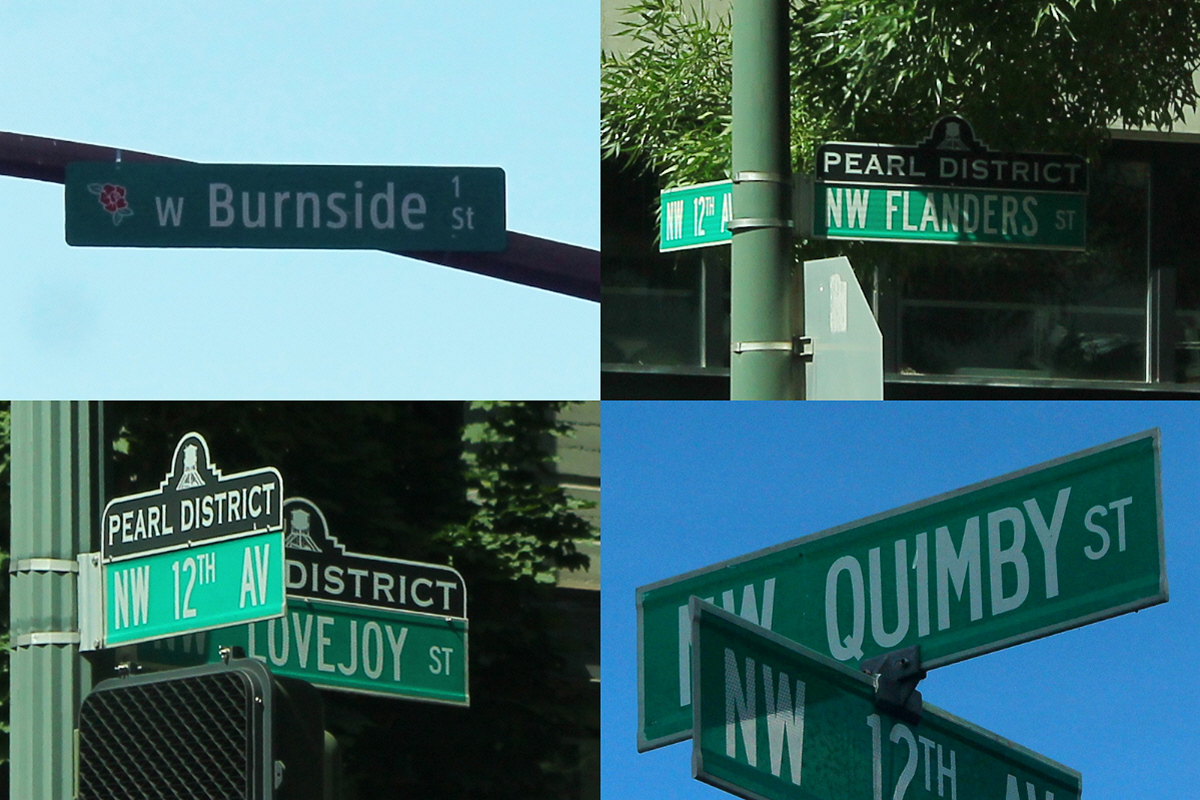 W Burnside 1 St
PEARL DISTRICT
NW FLANDERS ST
NW 12TH
PEARL DISTRICT
NW 12TH AV
DISTRICT
NW LOVEJOY ST
NW QU1MBY ST
NW 12TH AV